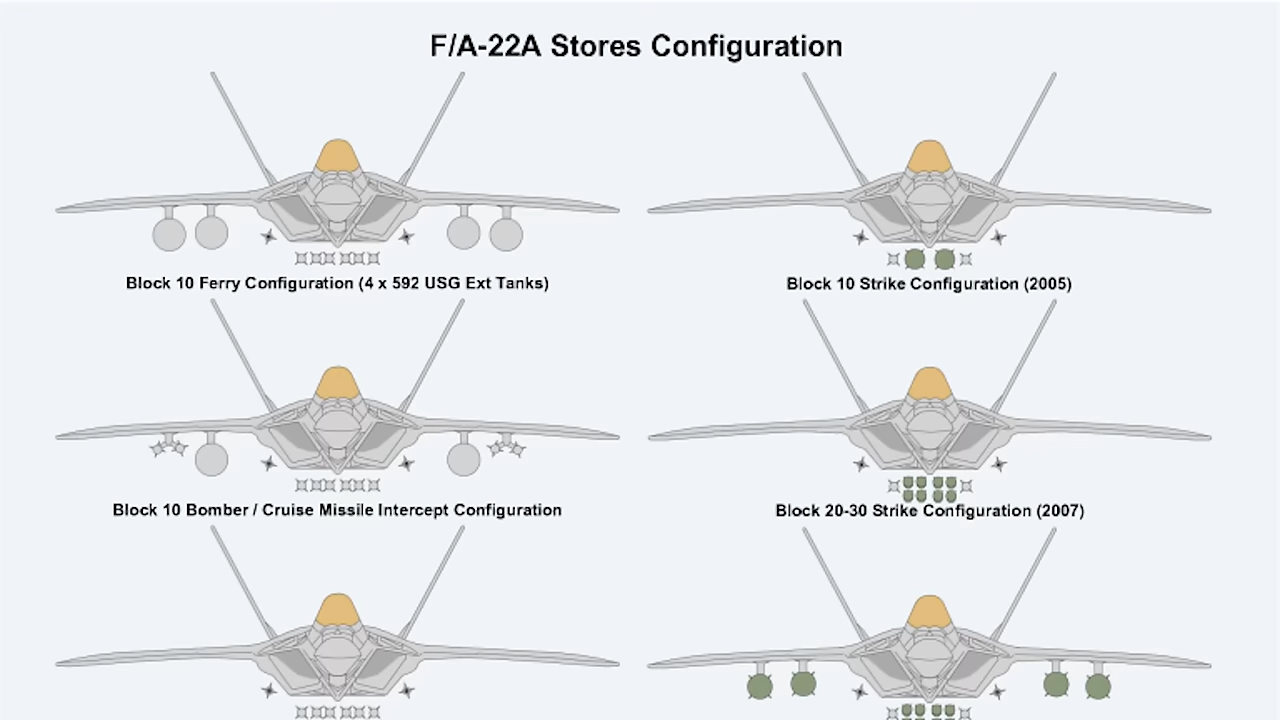 F/A-22A Stores Configuration
Block 10 Ferry Configuration (4 x 592 USG Ext Tanks)
Block 10 Strike Configuration (2005)
Block 10 Bomber / Cruise Missile Intercept Configuration
Block 20-30 Strike Configuration (2007)